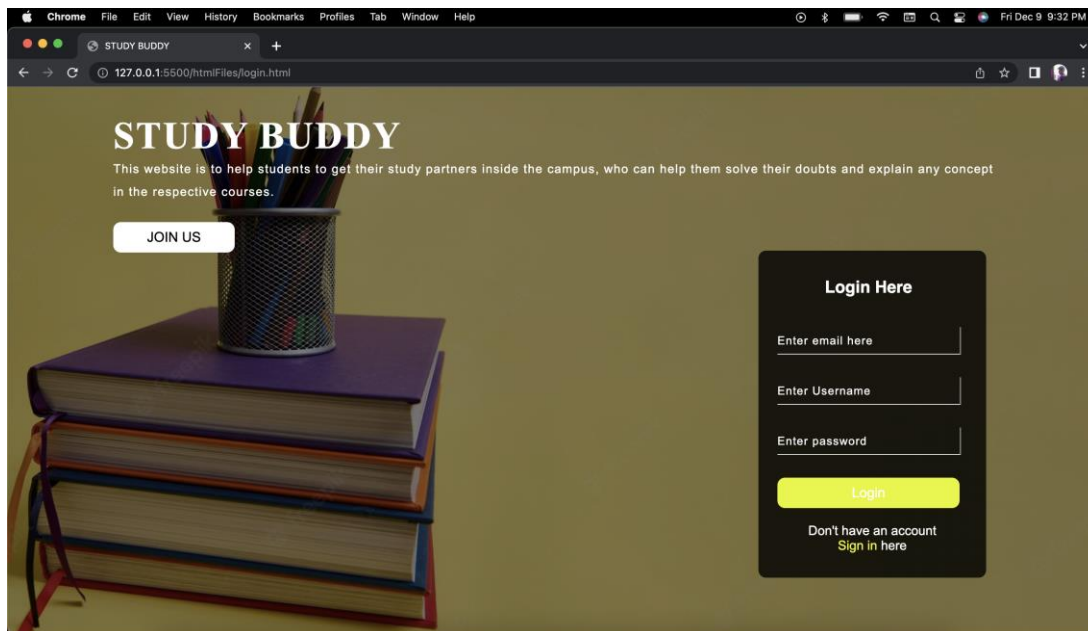 Chrome File Edit View History Bookmarks Profiles Tab Window Help Fri Dec 9 9:32 PM
STUDY BUDDY
127.0.0.1:5500/htmlFiles/login.html
STUDY BUDDY
This website is to help students to get their study partners inside the campus, who can help them solve their doubts and explain any concept
in the respective courses.
JOIN US
Login Here
Enter email here
Enter Username
Enter password
Login
Don't have an account
Sign in here